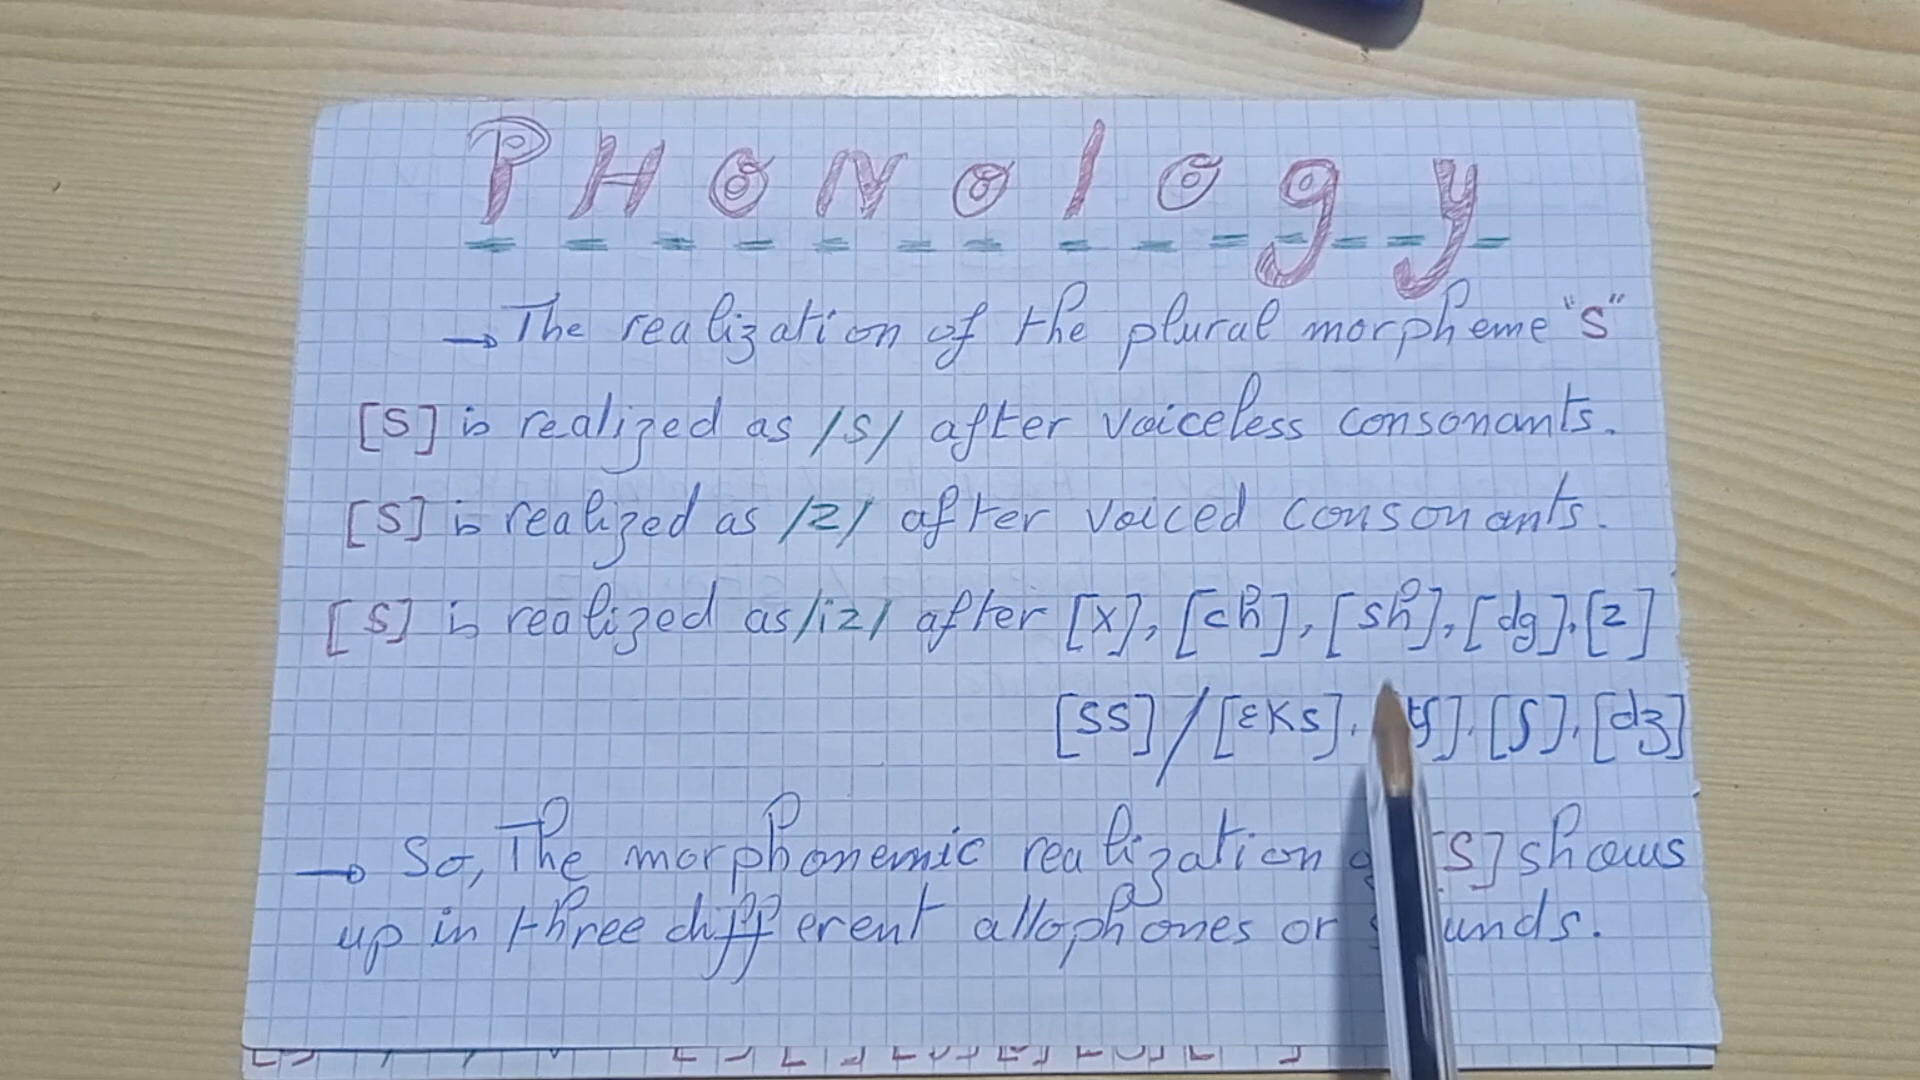 PHONology
→ The realization of the plural morpheme "S"
[S] is realized as /s/ after voiceless consonants.
[S] is realized as /z/ after voiced consonants.
[S] is realized as /iz/ after [x], [ch], [sh], [dg], [z]
[ss] / [ɛks], [ʃ], [dʒ]
→ So, The morphonemic realization [S] shows
up in three different allophones or